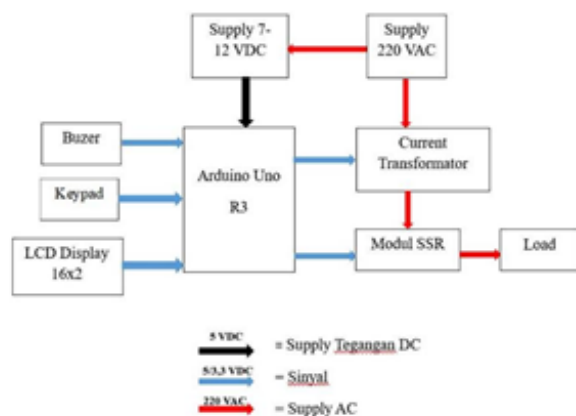 Supply 7-
12 VDC
Supply
220 VAC
Buzer
Keypad
LCD Display
16x2
Arduino Uno
R3
Current
Transformator
Modul SSR
Load
5 VDC
= Supply Tegangan DC
5/3,3 VDC
= Sinyal
220 VAC
= Supply AC